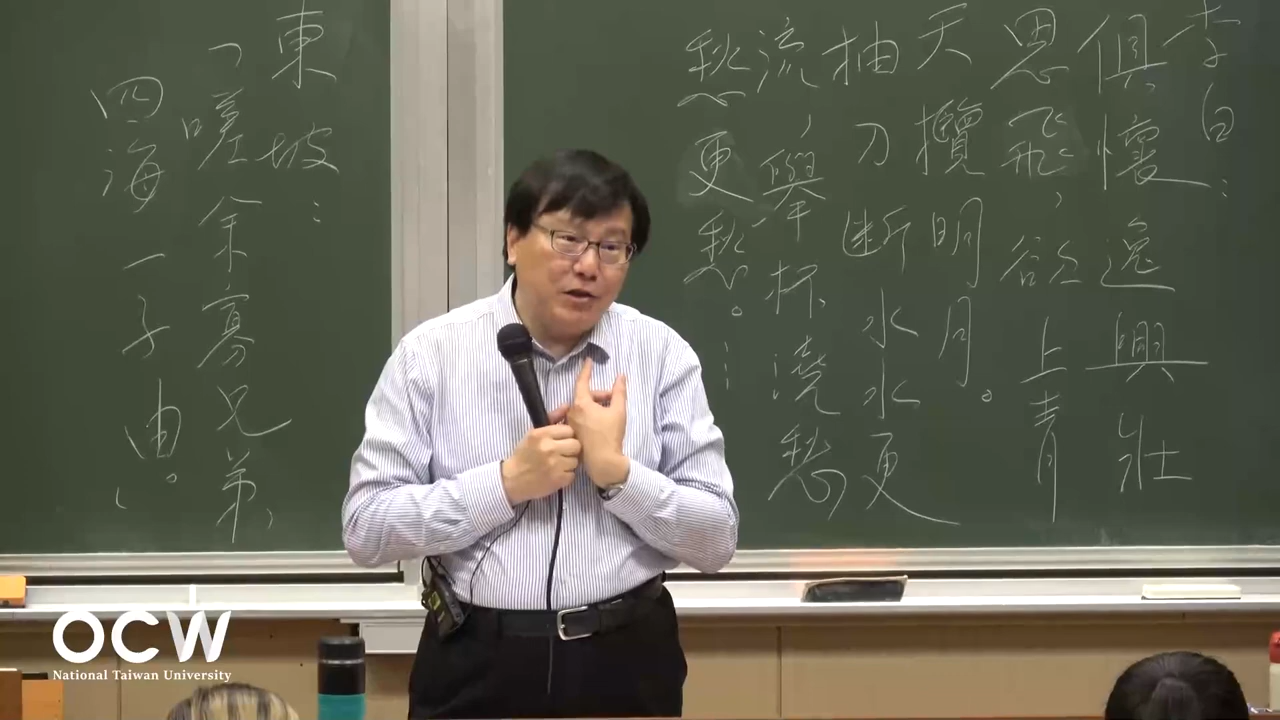 李白:
俱懷逸興壯
思飛,欲上青
天攬明月。
抽刀断水水更
流,舉杯澆愁
愁更愁。…
東坡:
「嗟余寡兄弟,
四海一子由。」
OCW
National Taiwan University